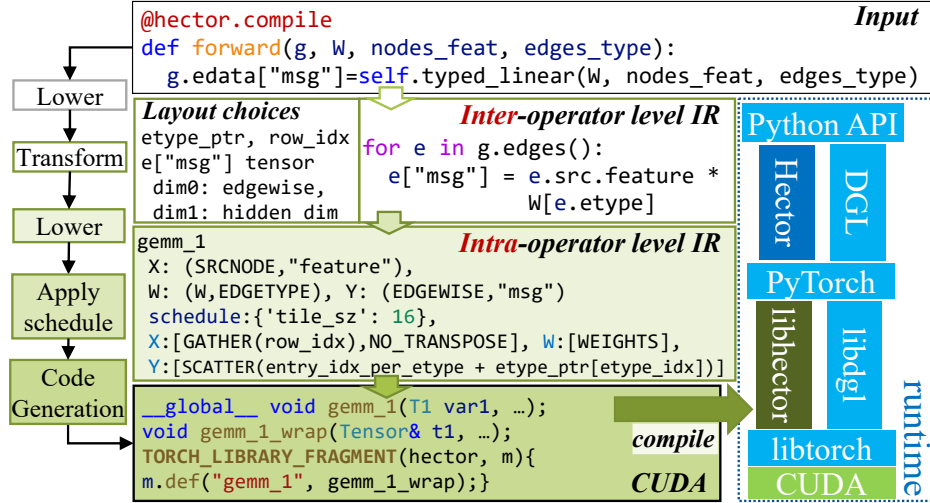 @hector.compile
Input
def forward(g, W, nodes_feat, edges_type):
g.edata["msg"]=self.typed_linear(W, nodes_feat, edges_type)
Lower
Transform
Lower
Apply
schedule
Code
Generation
Layout choices
etype_ptr, row_idx
e["msg"] tensor
dim0: edgewise,
dim1: hidden dim
Inter-operator level IR
for e in g.edges():
e["msg"] = e.src.feature *
W[e.etype]
gemm_1
Intra-operator level IR
X: (SRCNODE,"feature"),
W: (W,EDGETYPE), Y: (EDGEWISE,"msg")
schedule:{'tile_sz': 16},
X:[GATHER(row_idx),NO_TRANSPOSE], W:[WEIGHTS],
Y:[SCATTER(entry_idx_per_etype + etype_ptr[etype_idx])]
__global__ void gemm_1(T1 var1, …);
void gemm_1_wrap(Tensor& t1, …);
TORCH_LIBRARY_FRAGMENT(hector, m){
m.def("gemm_1", gemm_1_wrap);}
compile
CUDA
Python API
Hector
DGL
PyTorch
libhector
libdgl
libtorch
CUDA
runtime